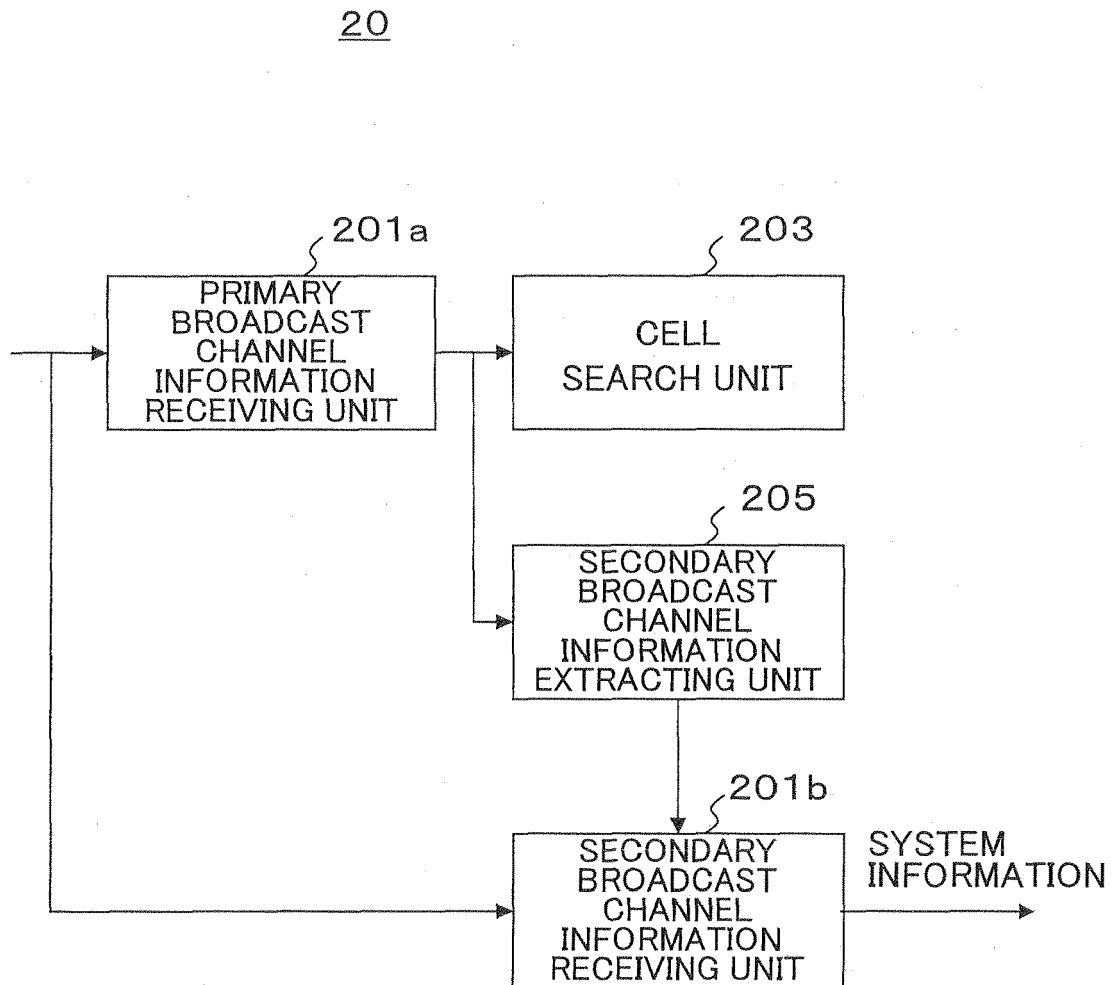 20
201a
PRIMARY
BROADCAST
CHANNEL
INFORMATION
RECEIVING UNIT
203
CELL
SEARCH UNIT
205
SECONDARY
BROADCAST
CHANNEL
INFORMATION
EXTRACTING UNIT
201b
SECONDARY
BROADCAST
CHANNEL
INFORMATION
RECEIVING UNIT
SYSTEM
INFORMATION